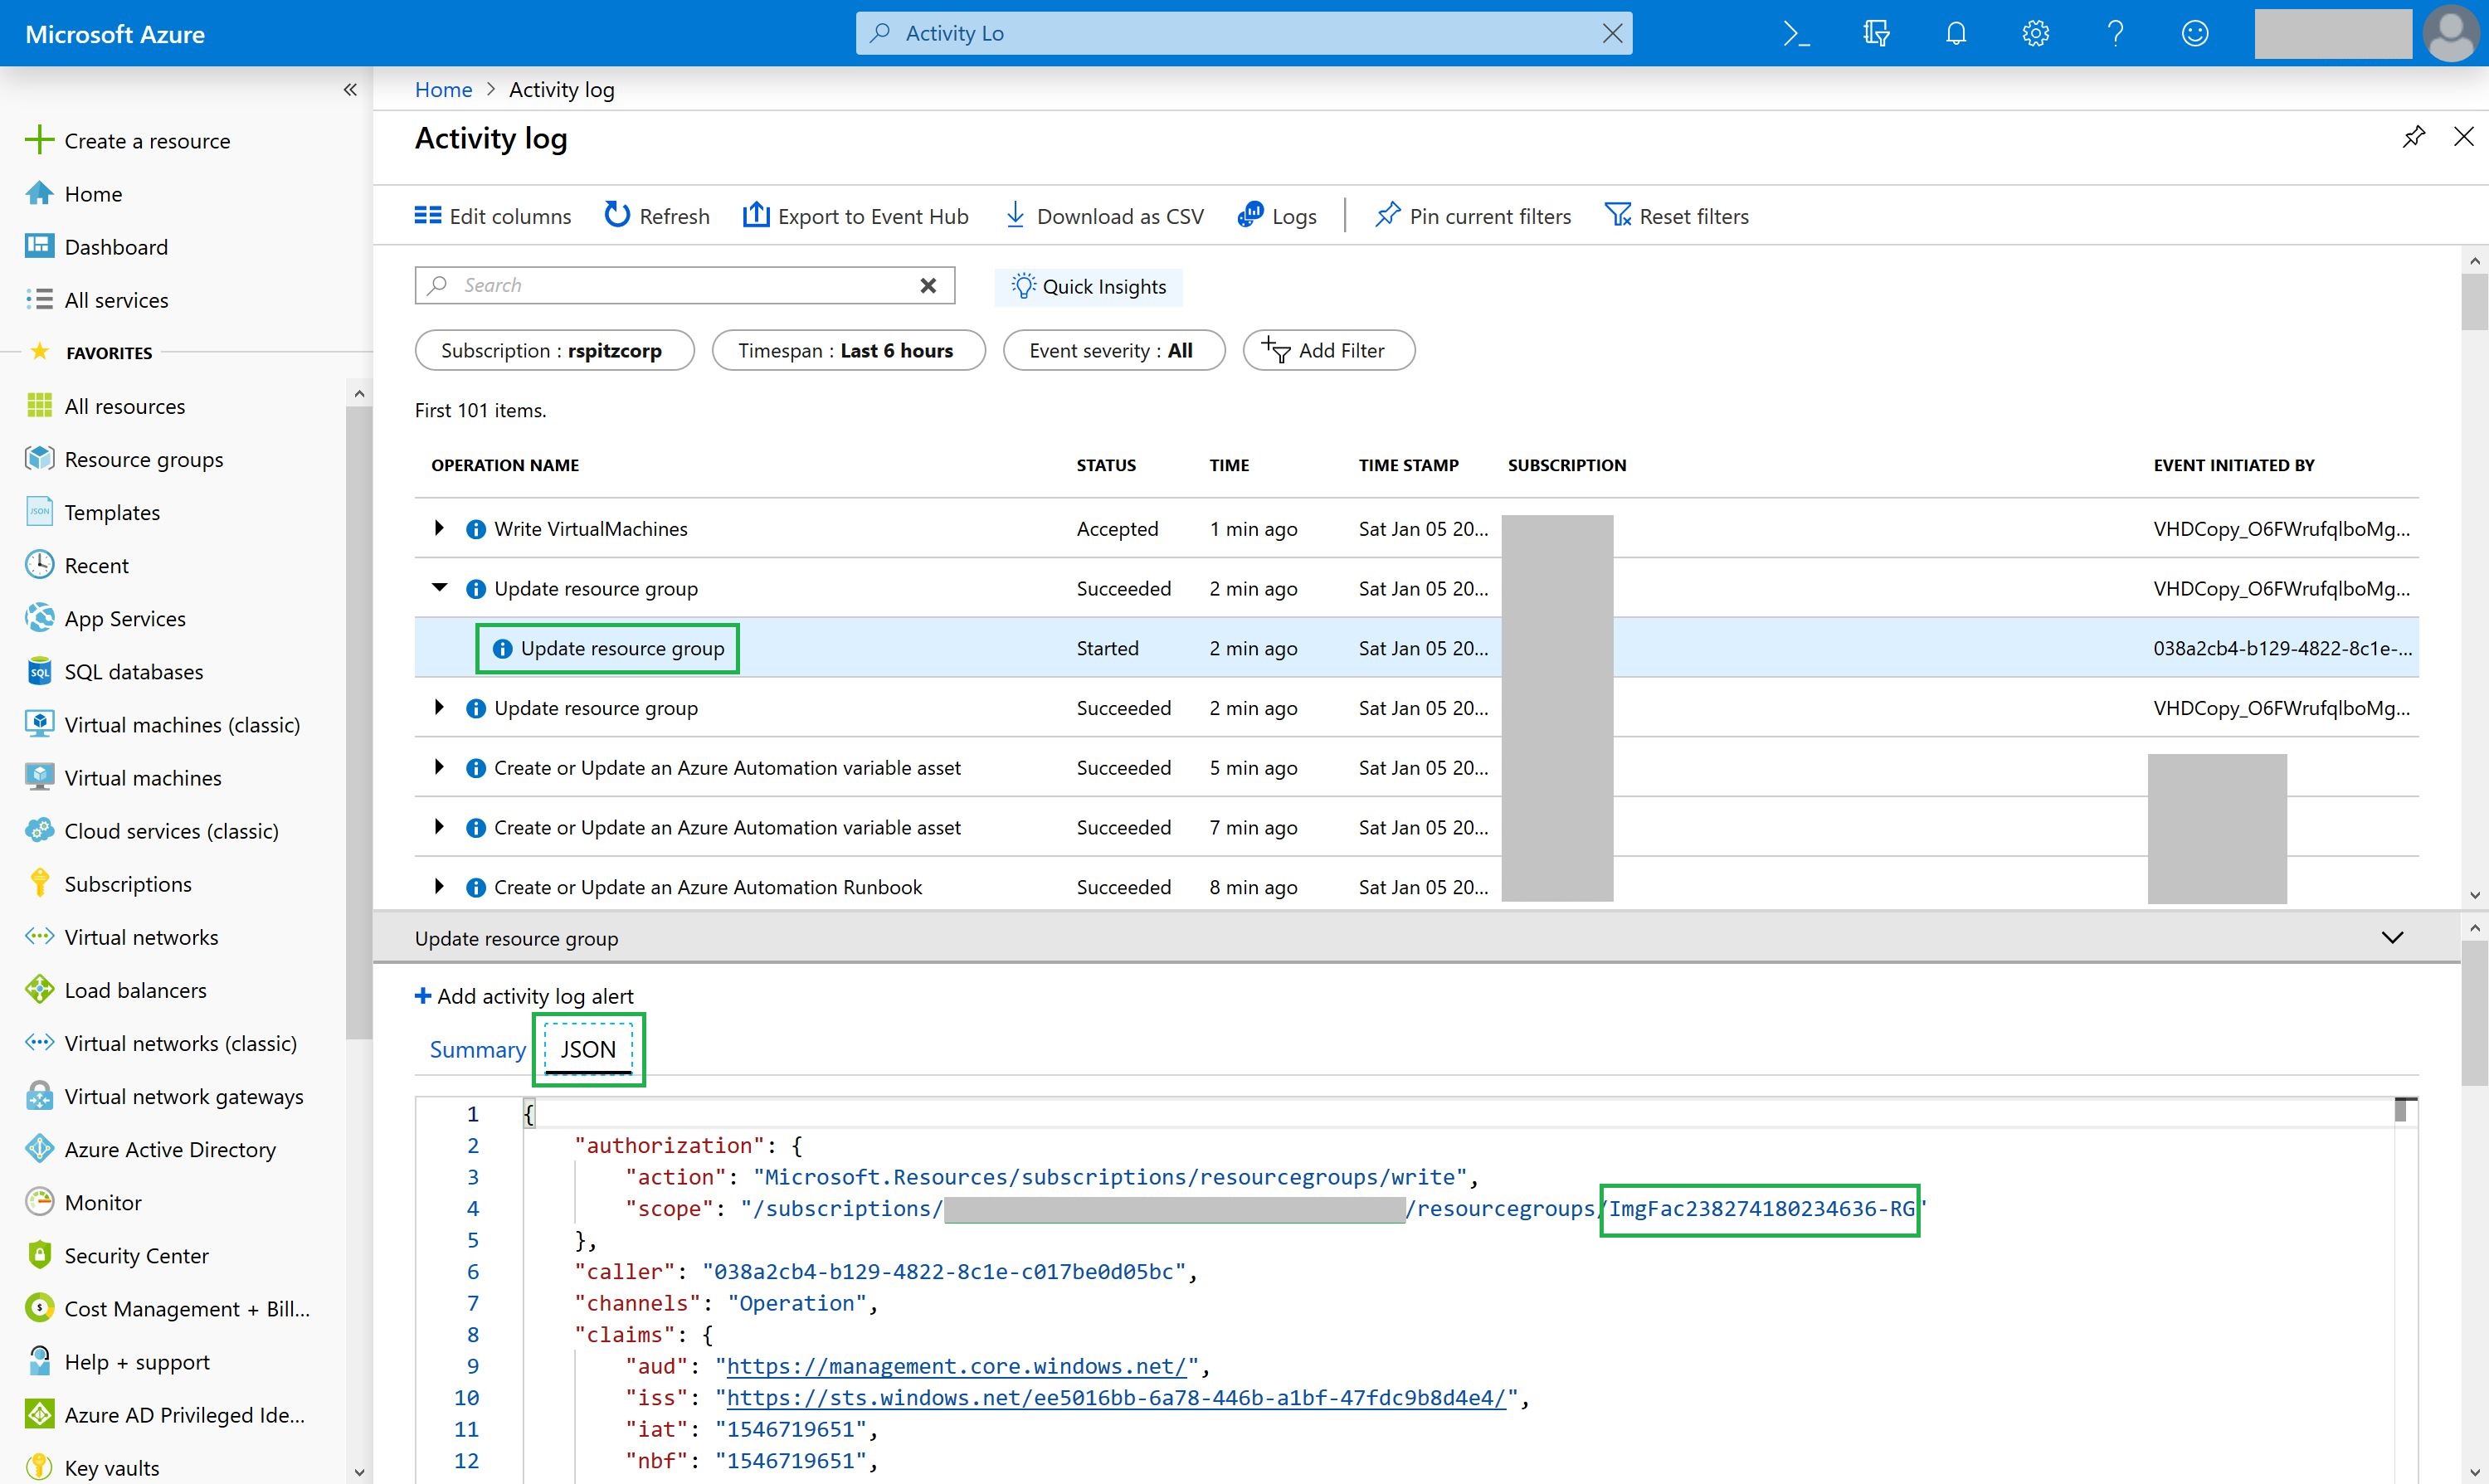 Microsoft Azure
Activity Lo
Create a resource
Home
Dashboard
All services
FAVORITES
All resources
Resource groups
JSON
Templates
Recent
App Services
SQL
SQL databases
Virtual machines (classic)
Virtual machines
Cloud services (classic)
Subscriptions
Virtual networks
Load balancers
Virtual networks (classic)
Virtual network gateways
Azure Active Directory
Monitor
Security Center
Cost Management + Bill...
Help + support
Azure AD Privileged Ide...
Key vaults
Home > Activity log
Activity log
Edit columns Refresh Export to Event Hub Download as CSV Logs Pin current filters Reset filters
Search Quick Insights
Subscription : rspitzcorp Timespan : Last 6 hours Event severity : All Add Filter
First 101 items.
OPERATION NAME STATUS TIME TIME STAMP SUBSCRIPTION EVENT INITIATED BY
Write VirtualMachines Accepted 1 min ago Sat Jan 05 20... VHDCopy_O6FWrufqlboMg...
Update resource group Succeeded 2 min ago Sat Jan 05 20... VHDCopy_O6FWrufqlboMg...
Update resource group Started 2 min ago Sat Jan 05 20... 038a2cb4-b129-4822-8c1e-...
Update resource group Succeeded 2 min ago Sat Jan 05 20... VHDCopy_O6FWrufqlboMg...
Create or Update an Azure Automation variable asset Succeeded 5 min ago Sat Jan 05 20...
Create or Update an Azure Automation variable asset Succeeded 7 min ago Sat Jan 05 20...
Create or Update an Azure Automation Runbook Succeeded 8 min ago Sat Jan 05 20...
Update resource group
+ Add activity log alert
Summary JSON
1 {
2 "authorization": {
3 "action": "Microsoft.Resources/subscriptions/resourcegroups/write",
4 "scope": "/subscriptions/ /resourcegroups/ImgFac238274180234636-RG"
5 },
6 "caller": "038a2cb4-b129-4822-8c1e-c017be0d05bc",
7 "channels": "Operation",
8 "claims": {
9 "aud": "https://management.core.windows.net/",
10 "iss": "https://sts.windows.net/ee5016bb-6a78-446b-a1bf-47fdc9b8d4e4/",
11 "iat": "1546719651",
12 "nbf": "1546719651",